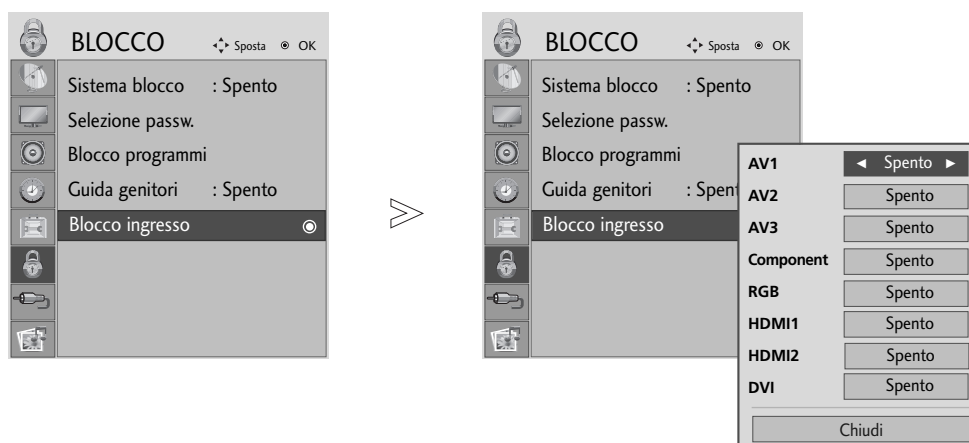 BLOCCO Sposta OK
Sistema blocco : Spento
Selezione passw.
Blocco programmi
Guida genitori : Spento
Blocco ingresso
BLOCCO Sposta OK
Sistema blocco : Spento
Selezione passw.
Blocco programmi
Guida genitori : Spent
Blocco ingresso
AV1 ◄ Spento ►
AV2 Spento
AV3 Spento
Component Spento
RGB Spento
HDMI1 Spento
HDMI2 Spento
DVI Spento
Chiudi